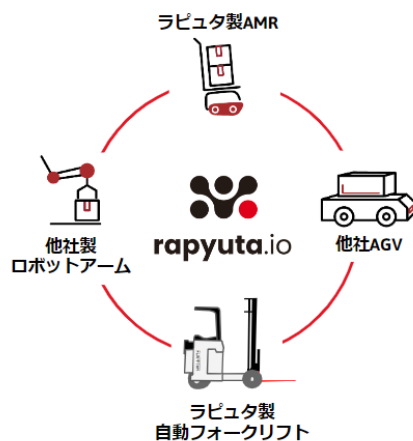 ラピュタ製AMR
他社製
ロボットアーム
rapyuta.io
他社AGV
ラピュタ製
自動フォークリフト